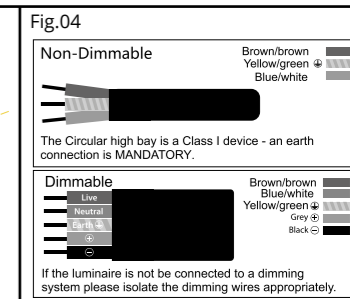 Fig.04
Non-Dimmable
Brown/brown
Yellow/green ⏚
Blue/white
The Circular high bay is a Class I device - an earth
connection is MANDATORY.
Dimmable
Live
Neutral
Earth ⏚
⊕
⊖
Brown/brown
Blue/white
Yellow/green ⏚
Grey ⊕
Black ⊖
If the luminaire is not be connected to a dimming
system please isolate the dimming wires appropriately.